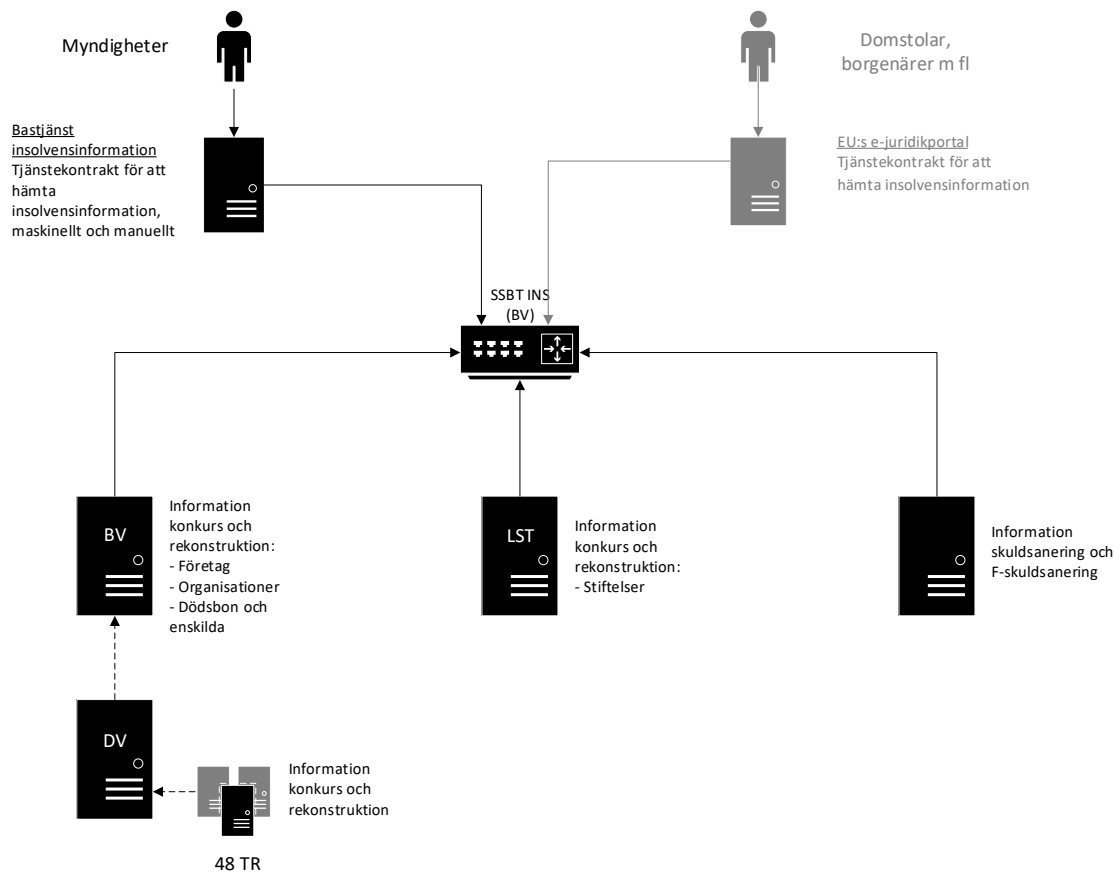 Myndigheter
Domstolar,
borgenärer m fl
Bastjänst
insolvensinformation
Tjänstekontrakt för att
hämta
insolvensinformation,
maskinellt och manuellt
EU:s e-juridikportal
Tjänstekontrakt för att
hämta insolvensinformation
SSBT INS
(BV)
BV
Information
konkurs och
rekonstruktion:
- Företag
- Organisationer
- Dödsbon och
enskilda
LST
Information
konkurs och
rekonstruktion:
- Stiftelser
Information
skuldsanering och
F-skuldsanering
DV
Information
konkurs och
rekonstruktion
48 TR